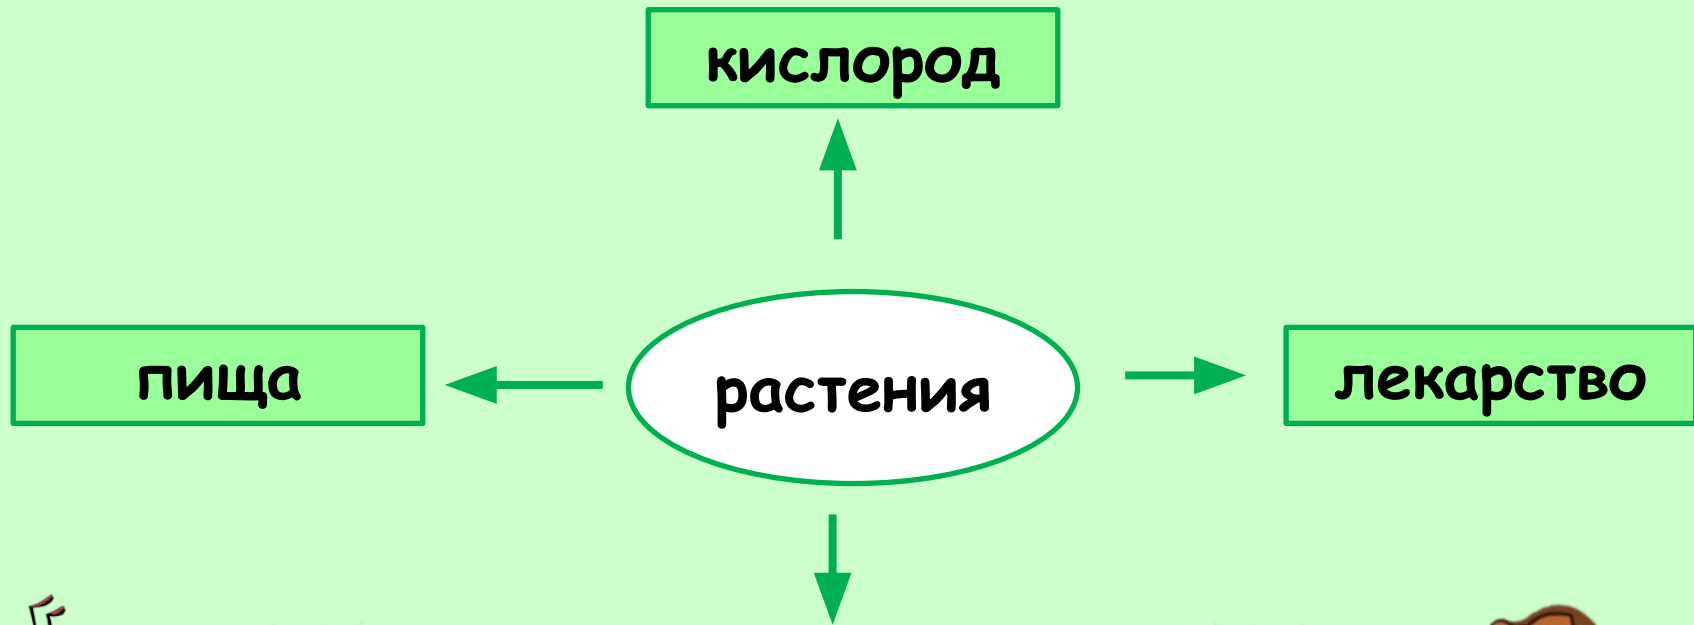 кислород
пища
растения
лекарство